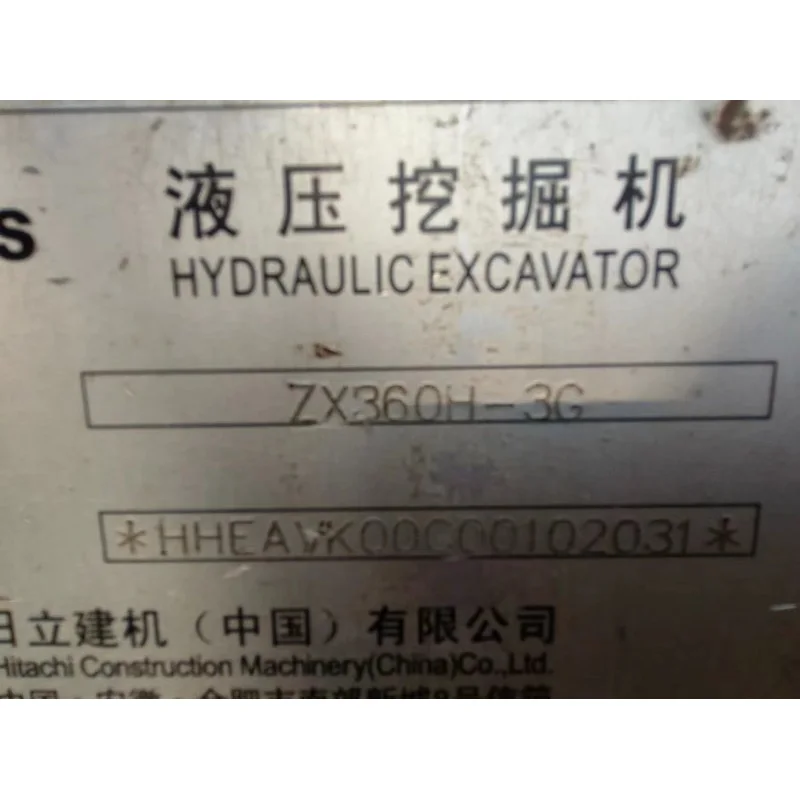 液压挖掘机
S
HYDRAULIC EXCAVATOR
ZX360H-3G
*HHEAVK00C00102031*
日立建机（中国）有限公司
Hitachi Construction Machinery(China)Co.,Ltd.